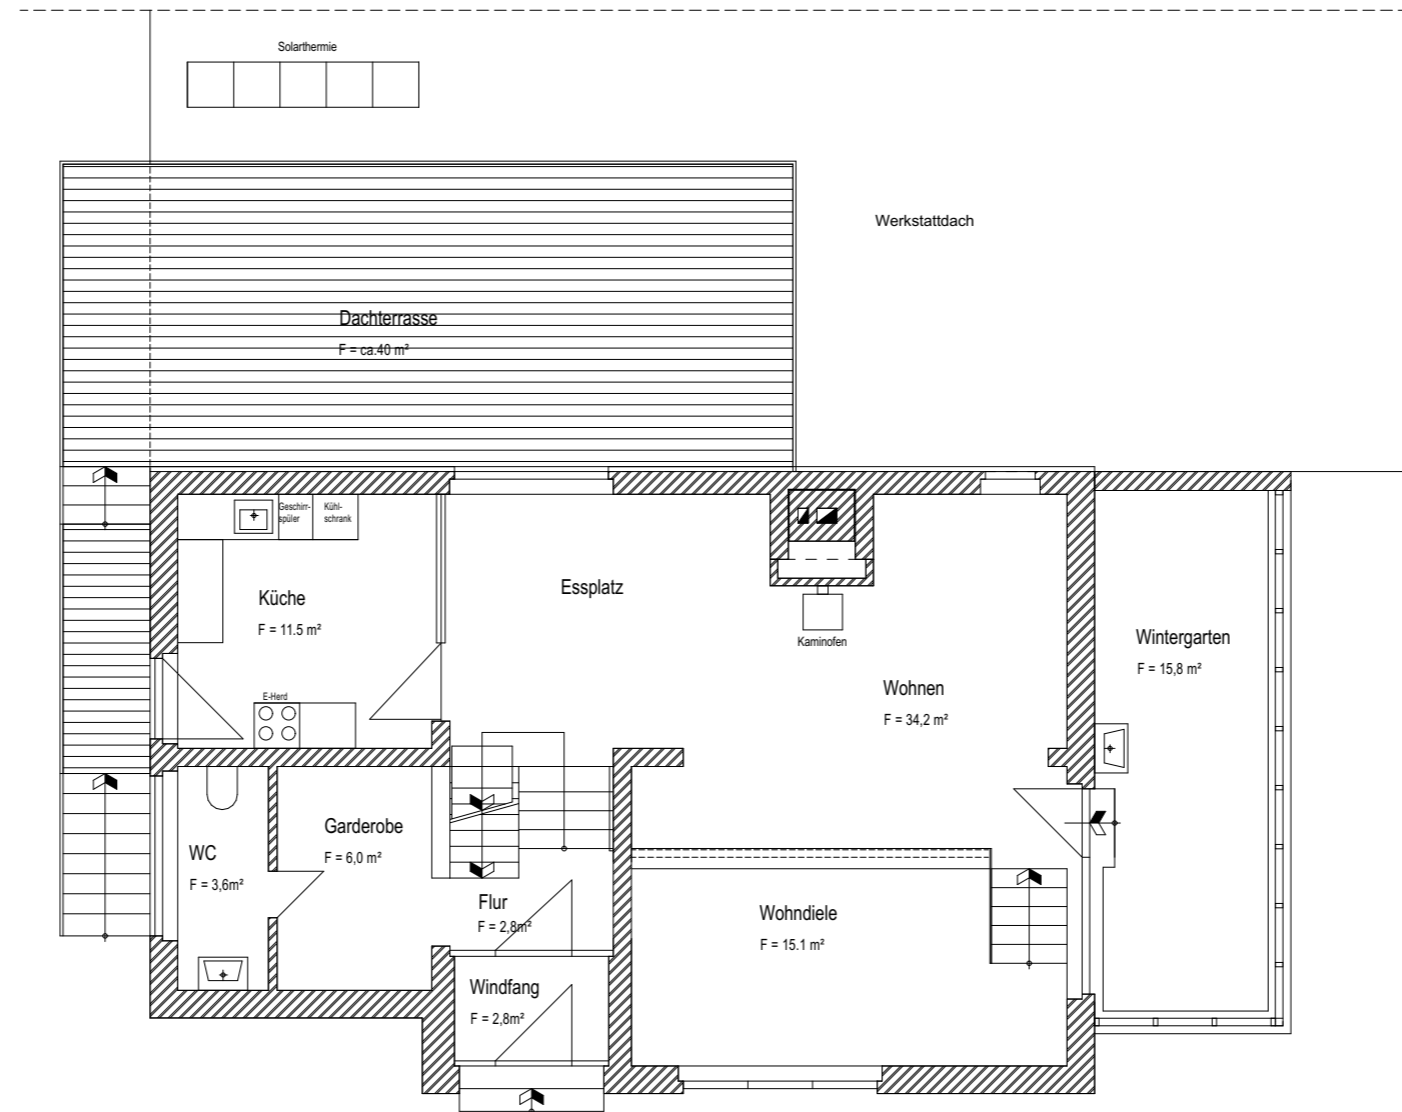 Solarthermie
Werkstattdach
Dachterrasse
F = ca.40 m²
Geschirr-
spüler
Kühl-
schrank
Küche
F = 11.5 m²
Essplatz
Kaminofen
Wintergarten
F = 15,8 m²
Wohnen
F = 34,2 m²
E-Herd
Garderobe
F = 6,0 m²
WC
F = 3,6m²
Flur
F = 2,8m²
Wohndiele
F = 15.1 m²
Windfang
F = 2,8m²